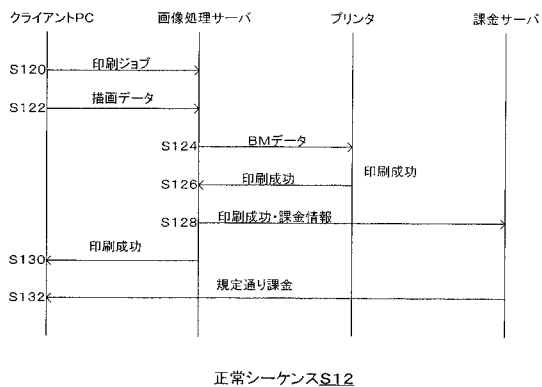 クライアントPC 画像処理サーバ プリンタ 課金サーバ
S120 印刷ジョブ
S122 描画データ
S124 BMデータ
S126 印刷成功 印刷成功
S128 印刷成功・課金情報
S130 印刷成功
S132 規定通り課金
正常シーケンスS12